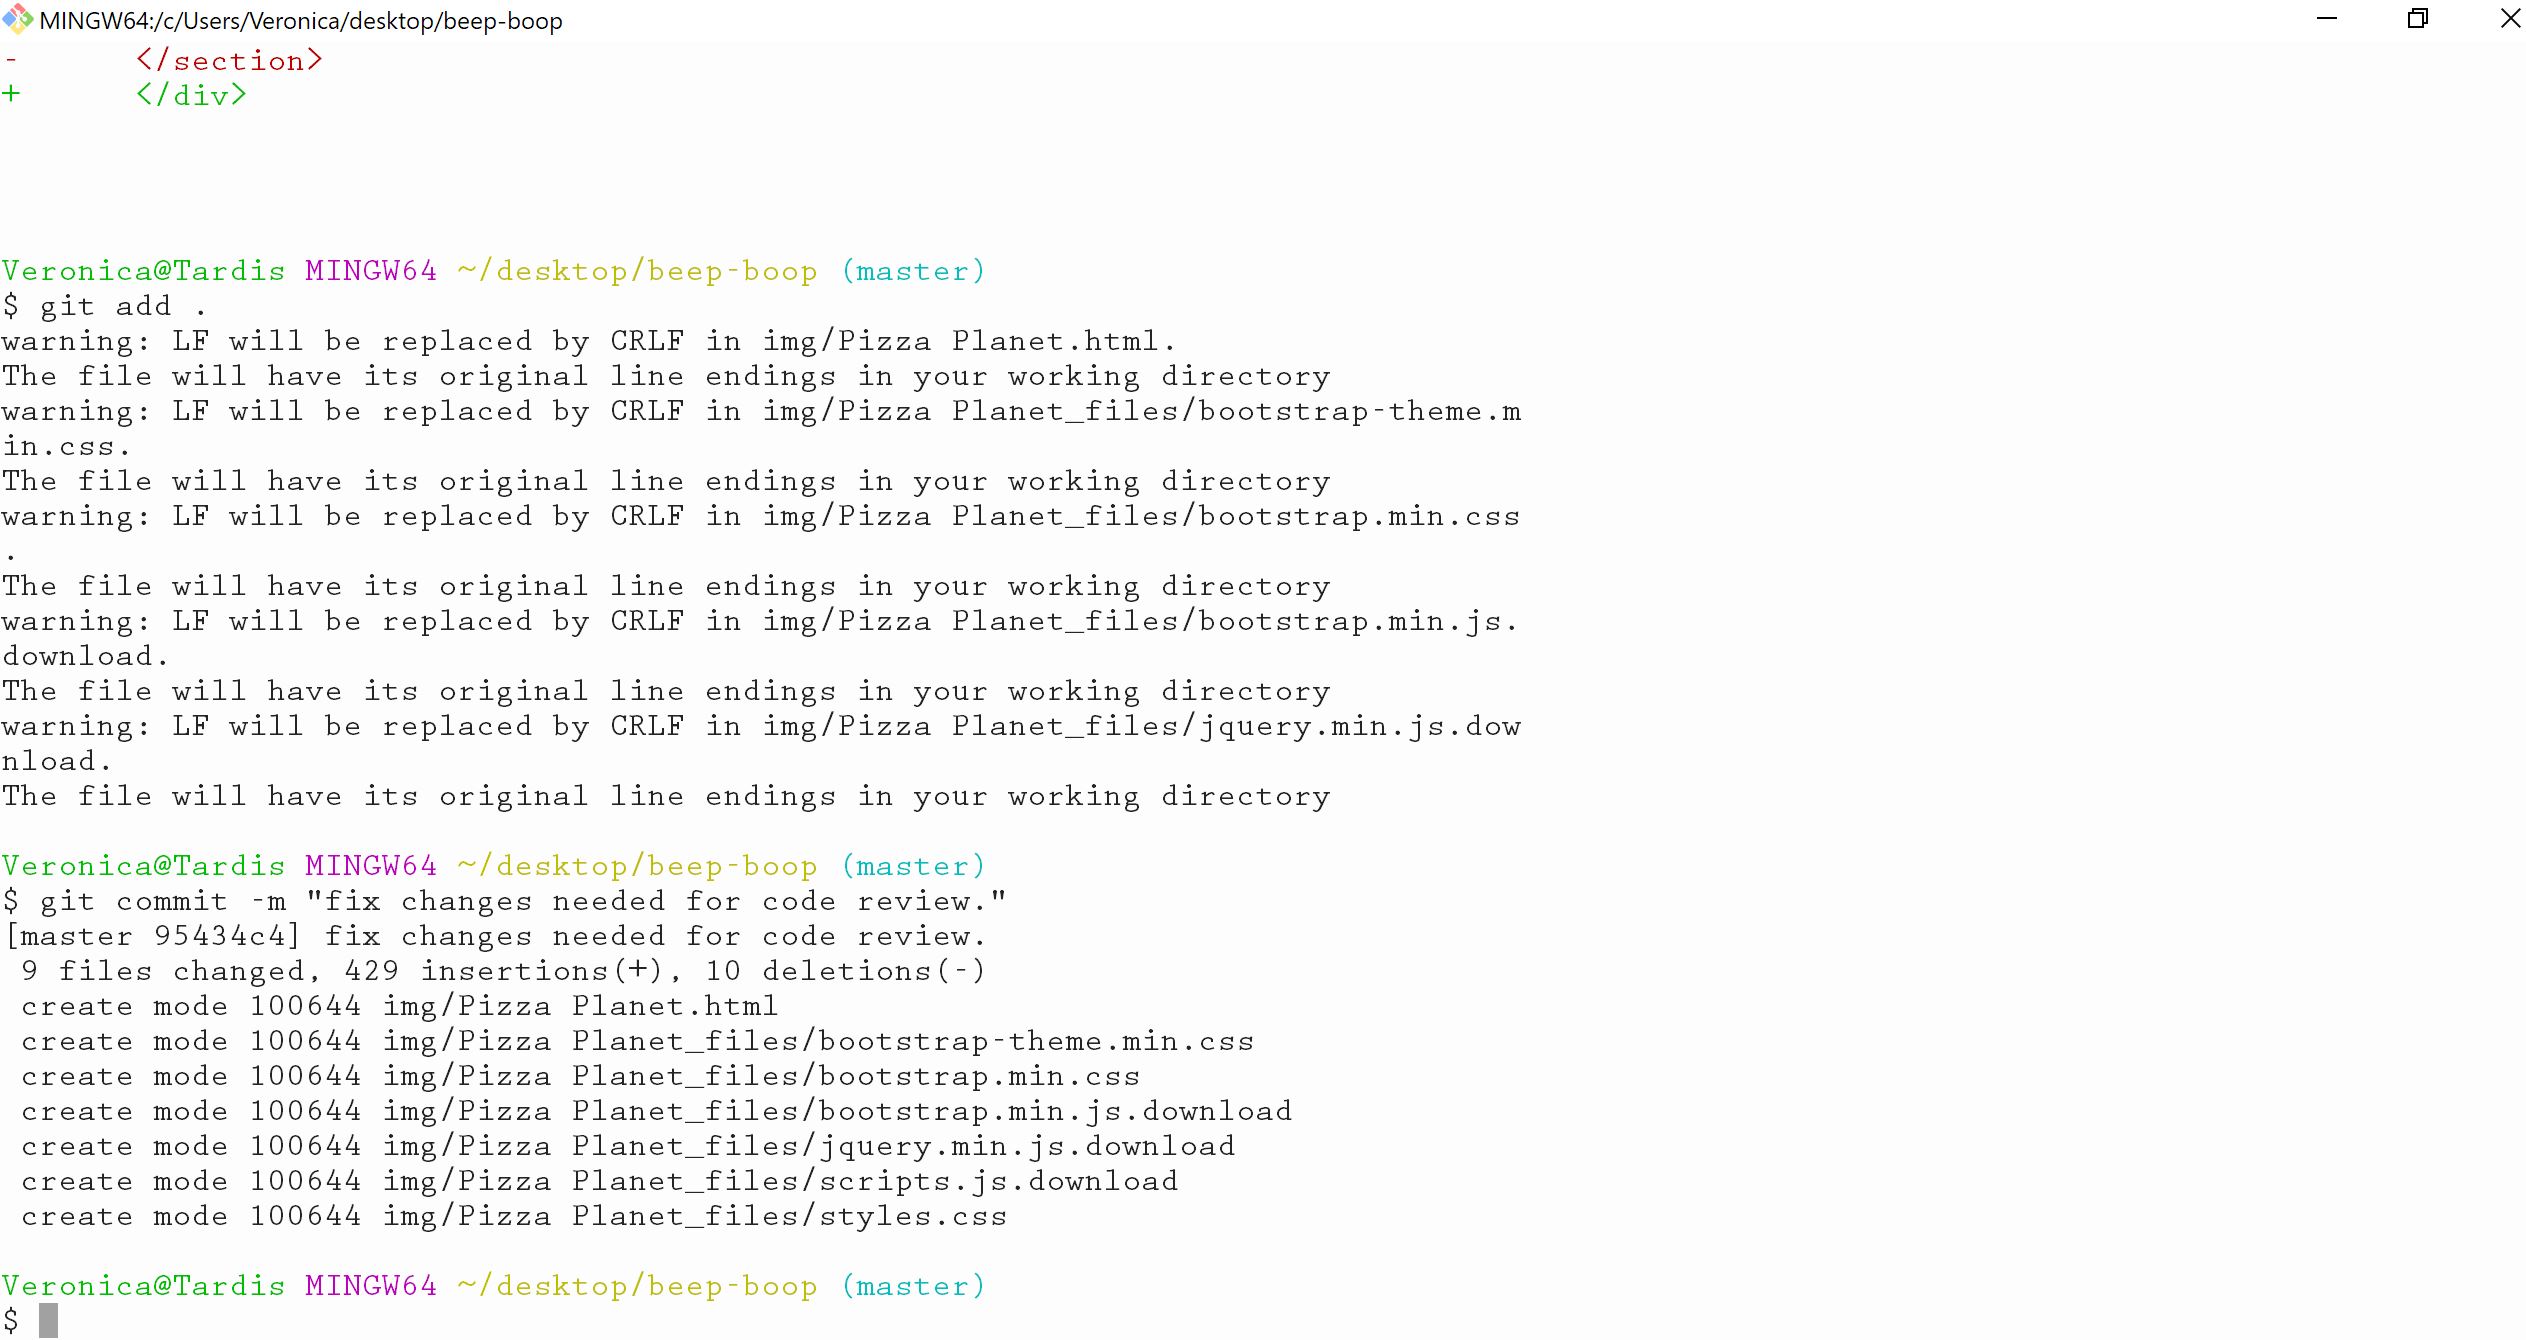 MINGW64:/c/Users/Veronica/desktop/beep-boop
-      </section>
+      </div>
Veronica@Tardis MINGW64 ~/desktop/beep-boop (master)
$ git add .
warning: LF will be replaced by CRLF in img/Pizza Planet.html.
The file will have its original line endings in your working directory
warning: LF will be replaced by CRLF in img/Pizza Planet_files/bootstrap-theme.m
in.css.
The file will have its original line endings in your working directory
warning: LF will be replaced by CRLF in img/Pizza Planet_files/bootstrap.min.css
.
The file will have its original line endings in your working directory
warning: LF will be replaced by CRLF in img/Pizza Planet_files/bootstrap.min.js.
download.
The file will have its original line endings in your working directory
warning: LF will be replaced by CRLF in img/Pizza Planet_files/jquery.min.js.dow
nload.
The file will have its original line endings in your working directory
Veronica@Tardis MINGW64 ~/desktop/beep-boop (master)
$ git commit -m "fix changes needed for code review."
[master 95434c4] fix changes needed for code review.
 9 files changed, 429 insertions(+), 10 deletions(-)
 create mode 100644 img/Pizza Planet.html
 create mode 100644 img/Pizza Planet_files/bootstrap-theme.min.css
 create mode 100644 img/Pizza Planet_files/bootstrap.min.css
 create mode 100644 img/Pizza Planet_files/bootstrap.min.js.download
 create mode 100644 img/Pizza Planet_files/jquery.min.js.download
 create mode 100644 img/Pizza Planet_files/scripts.js.download
 create mode 100644 img/Pizza Planet_files/styles.css
Veronica@Tardis MINGW64 ~/desktop/beep-boop (master)
$